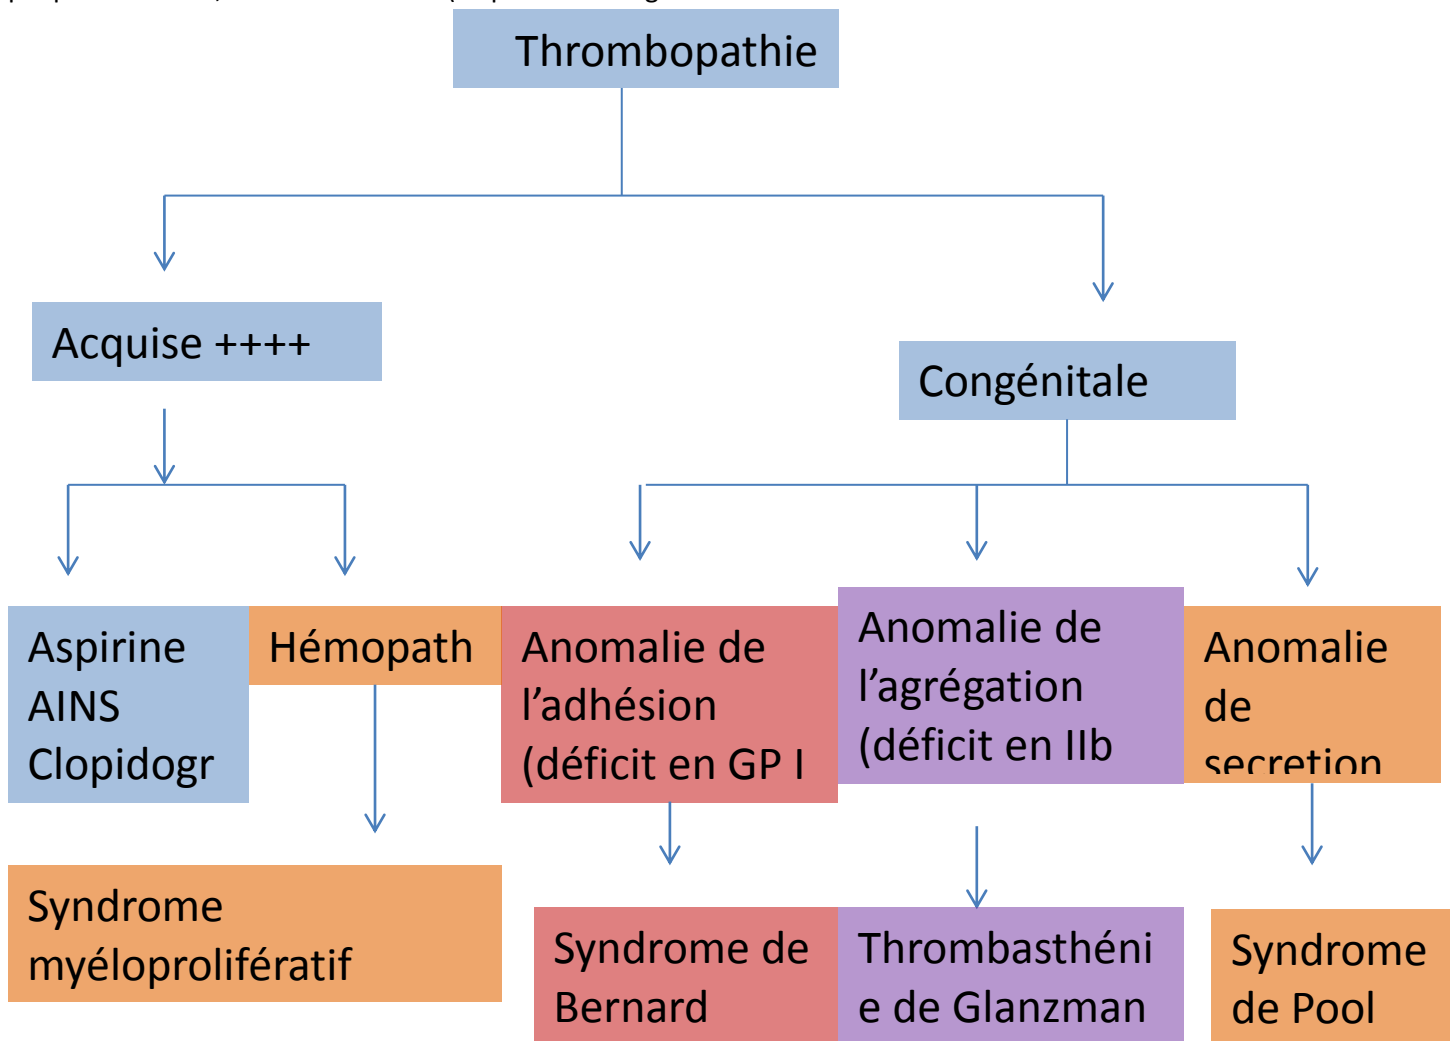 Thrombopathie
Acquise ++++
Congénitale
Aspirine
AINS
Clopidogr
Hémopath
Anomalie de
l’adhésion
(déficit en GP I
Anomalie de
l’agrégation
(déficit en IIb
Anomalie
de
secretion
Syndrome
myéloprolifératif
Syndrome de
Bernard
Thrombasthéni
e de Glanzman
Syndrome
de Pool